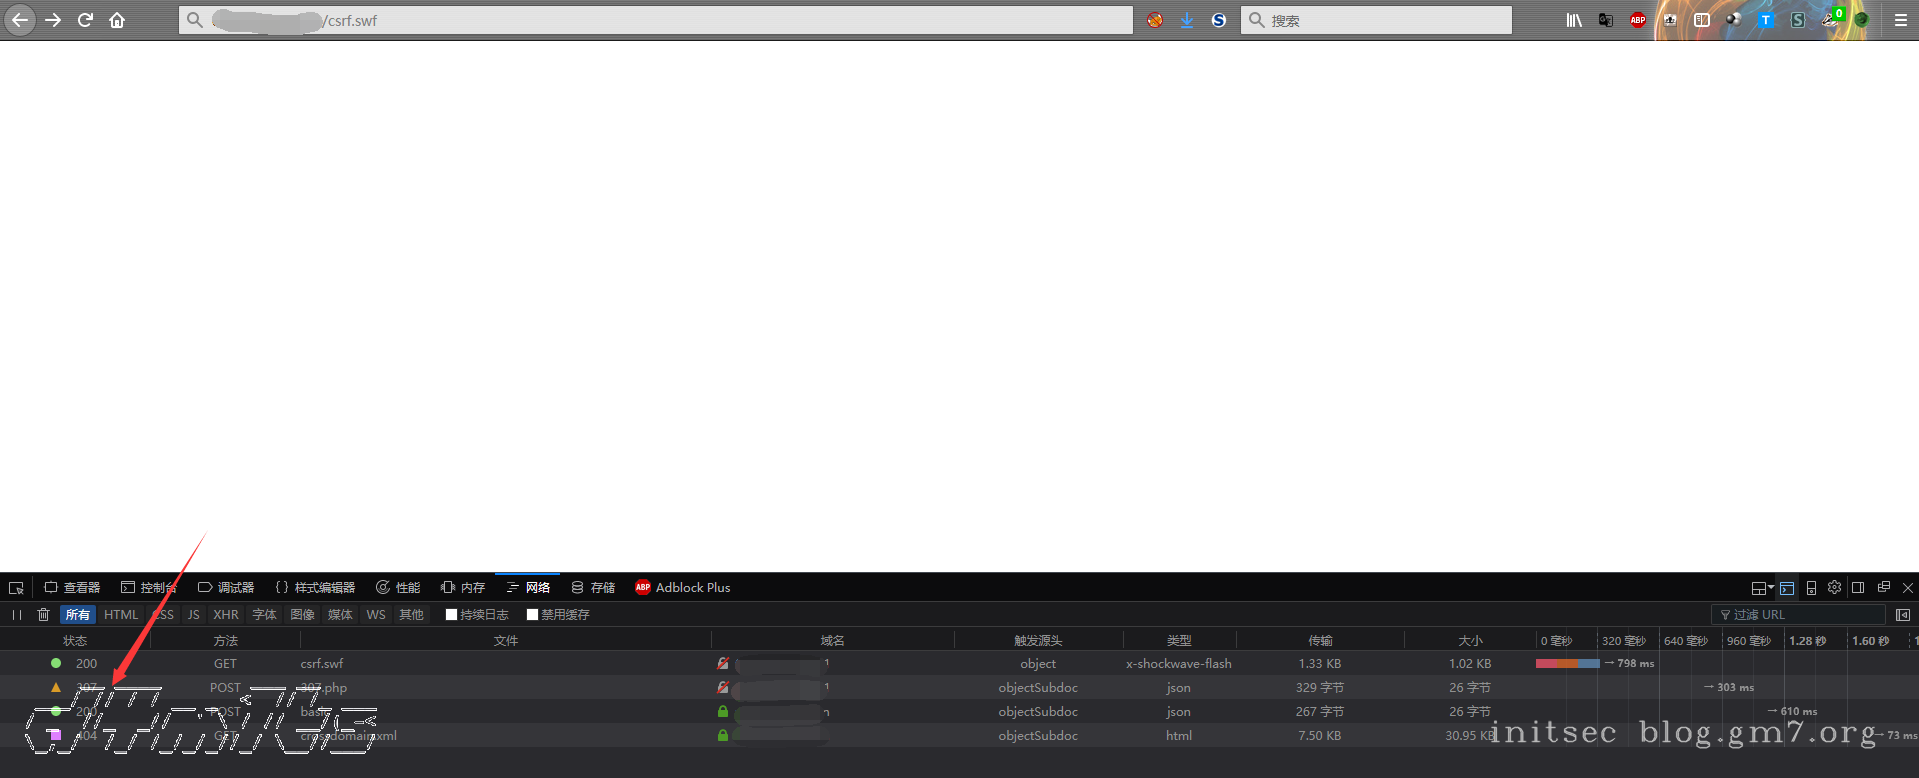 /csrf.swf
搜索
0
查看器 控制台 调试器 {} 样式编辑器 性能 内存 网络 存储 ABP Adblock Plus
所有 HTML CSS JS XHR 字体 图像 媒体 WS 其他 持续日志 禁用缓存 过滤 URL
状态 方法 文件 域名 触发源头 类型 传输 大小 0 毫秒 320 毫秒 640 毫秒 960 毫秒 1.28 秒 1.60 秒
200 GET csrf.swf 1 object x-shockwave-flash 1.33 KB 1.02 KB → 798 ms
307 POST 307.php 1 objectSubdoc json 329 字节 26 字节 → 303 ms
200 POST n objectSubdoc json 267 字节 26 字节 → 610 ms
404 GET crossdomain.xml objectSubdoc html 7.50 KB 30.95 KB → 73 ms
initsec blog.gm7.org